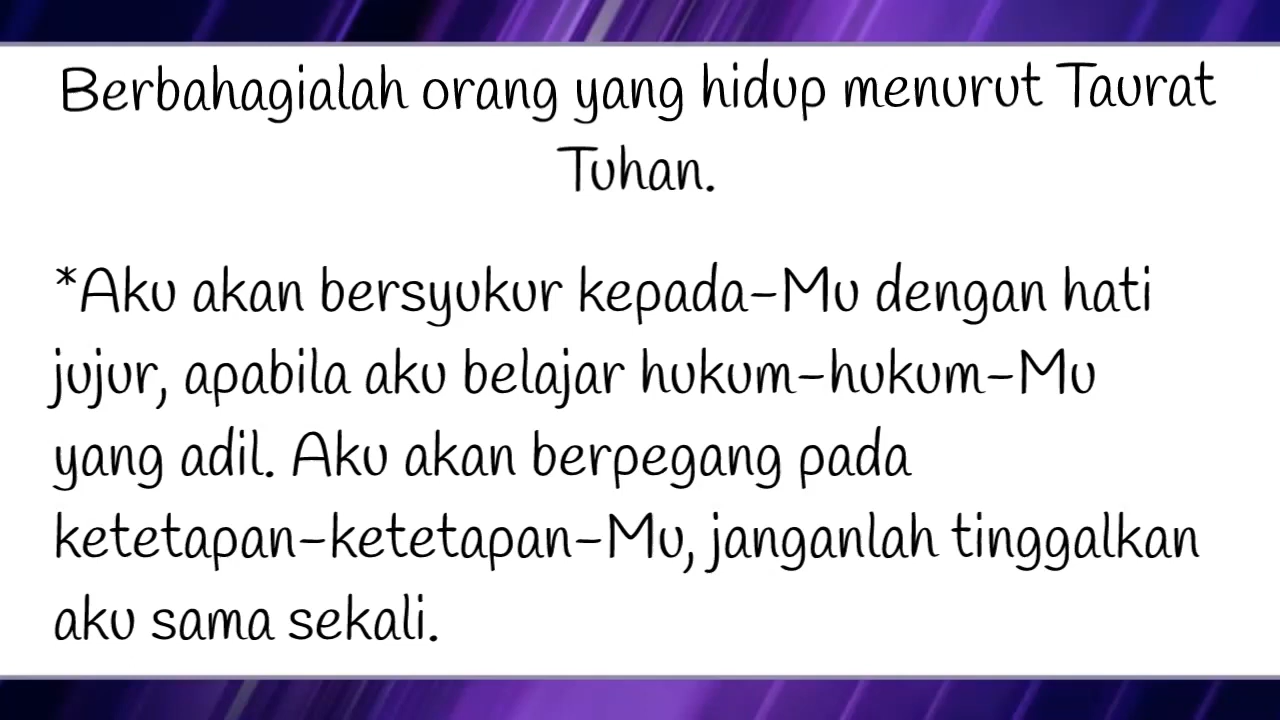 Berbahagialah orang yang hidup menurut Taurat
Tuhan.
*Aku akan bersyukur kepada-Mu dengan hati
jujur, apabila aku belajar hukum-hukum-Mu
yang adil. Aku akan berpegang pada
ketetapan-ketetapan-Mu, janganlah tinggalkan
aku sama sekali.